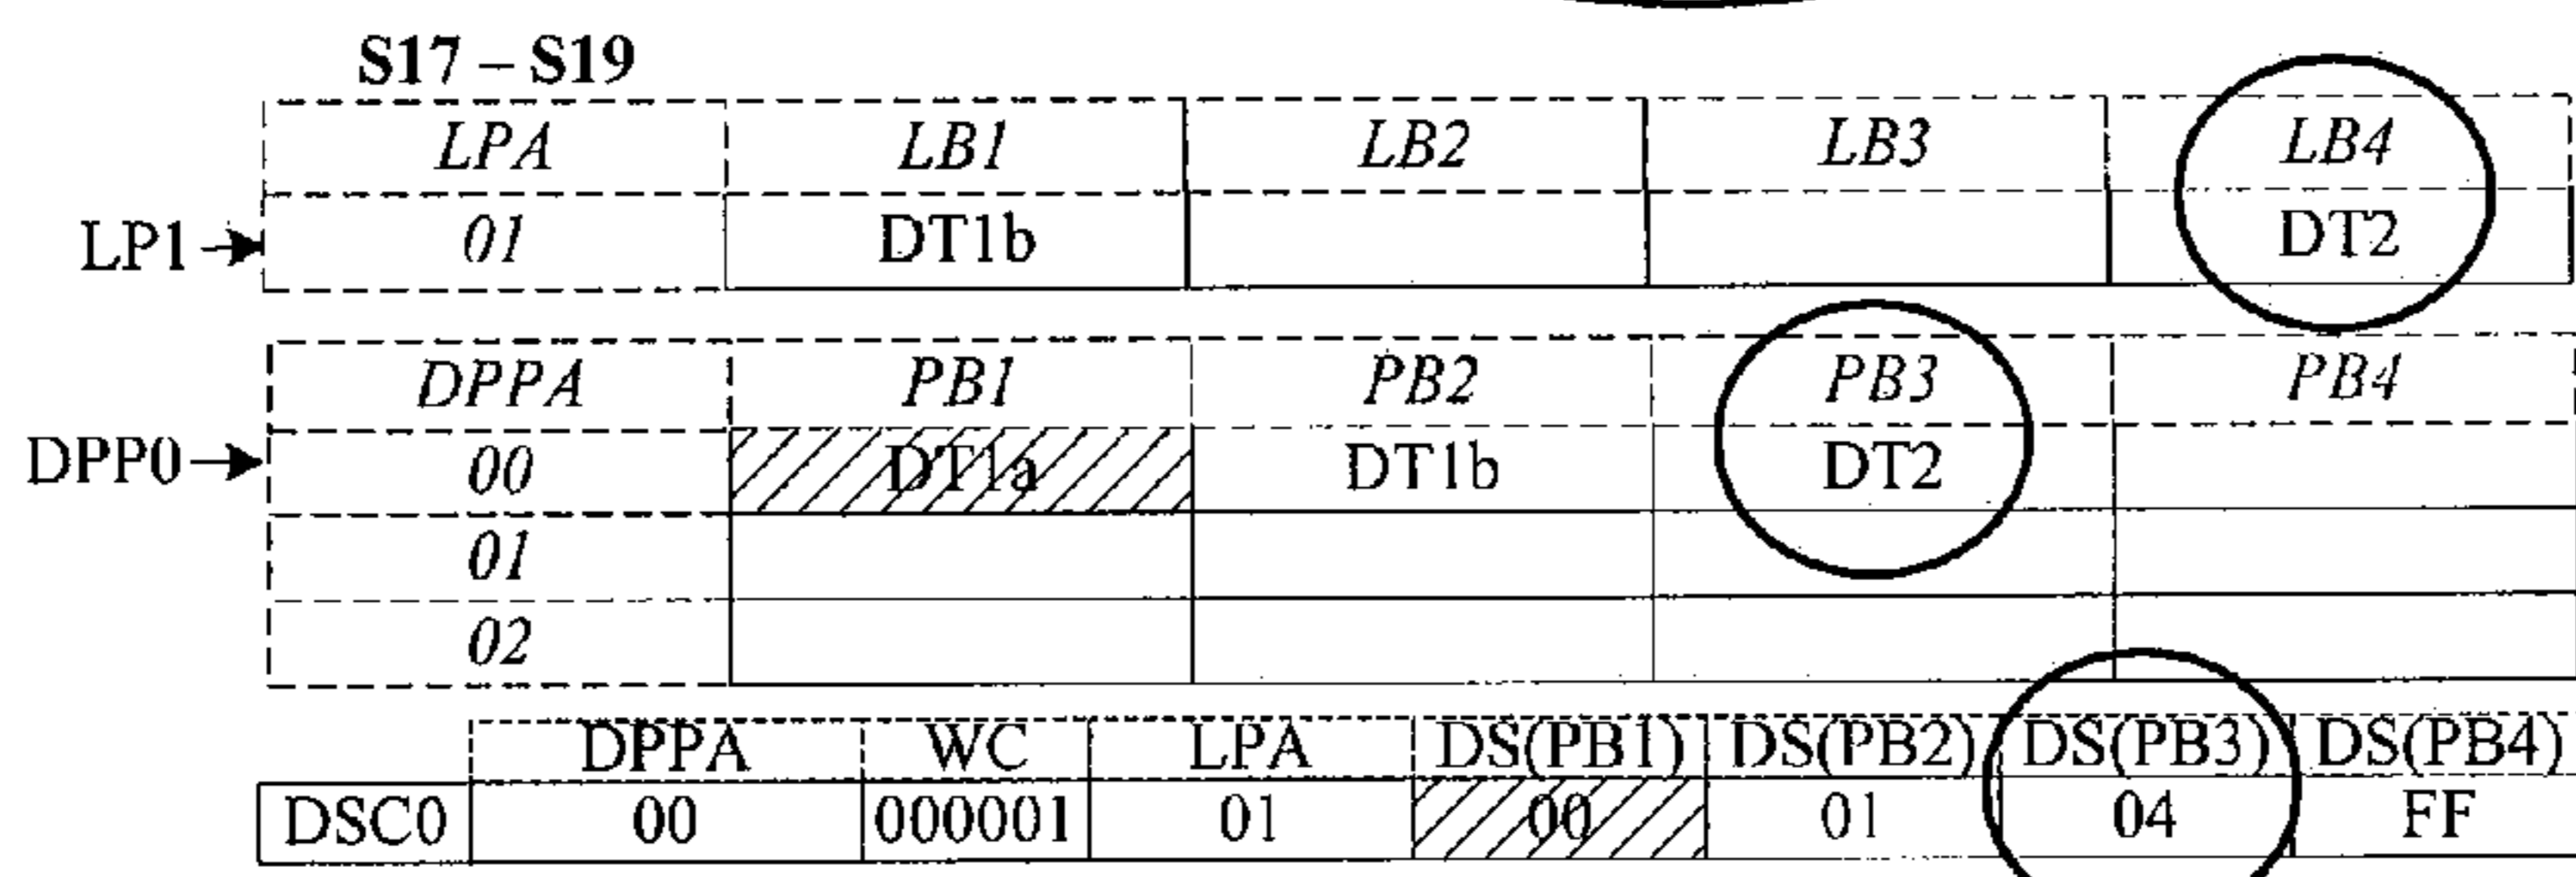 S17 – S19
LPA LB1 LB2 LB3 LB4
LP1 01 DT1b DT2
DPPA PB1 PB2 PB3 PB4
DPP0 00 DT1a DT1b DT2
01
02
DPPA WC LPA DS(PB1) DS(PB2) DS(PB3) DS(PB4)
DSC0 00 000001 01 00 01 04 FF